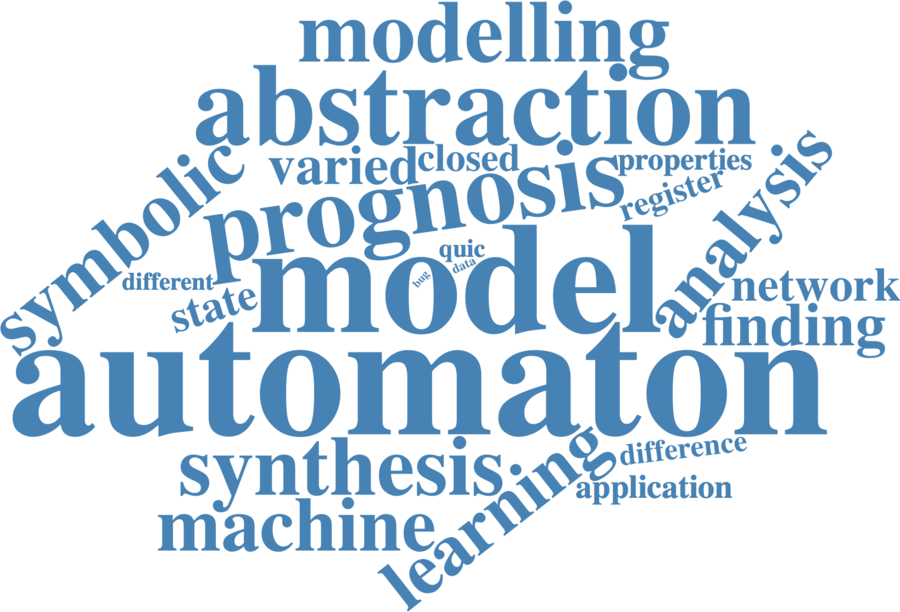 modelling
abstraction
symbolic
varied
closed
properties
analysis
prognosis
register
quic
data
bug
model
different
state
network
finding
automaton
synthesis
learning
difference
application
machine